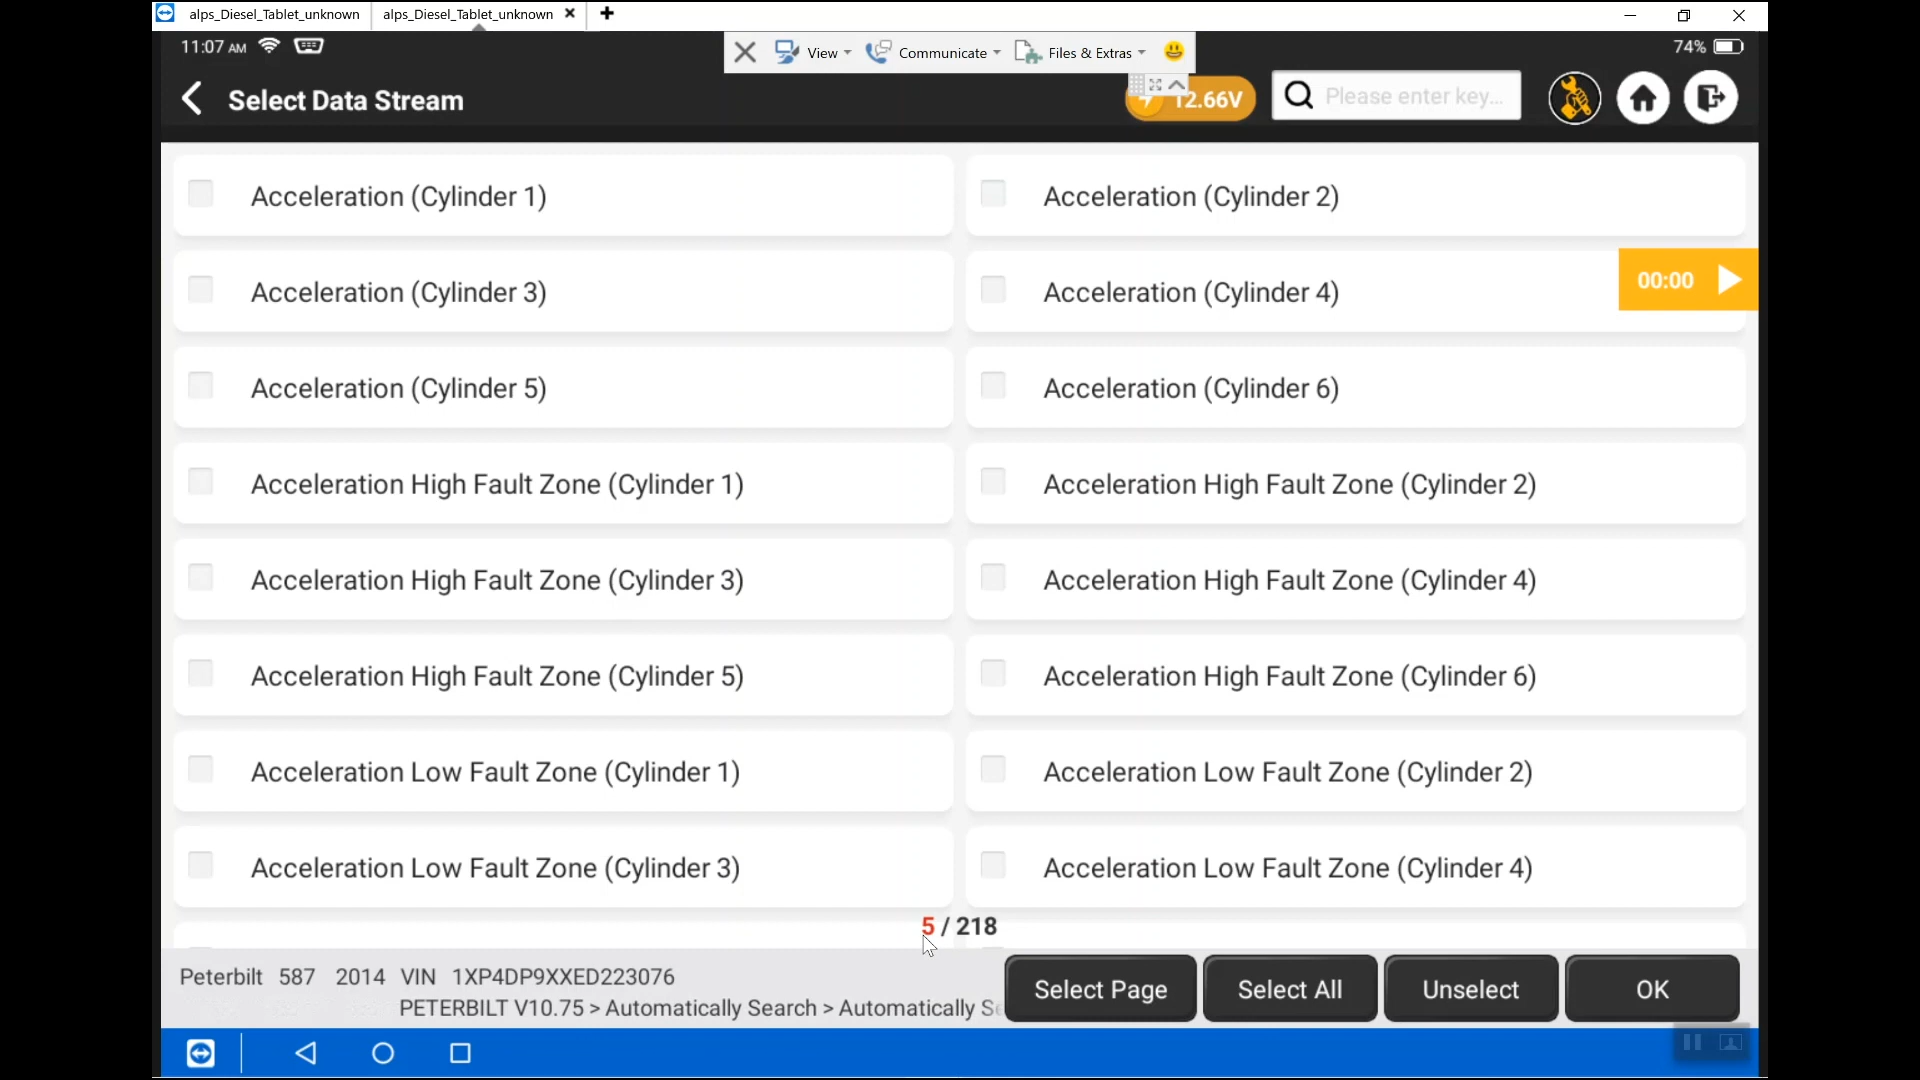 alps_Diesel_Tablet_unknown alps_Diesel_Tablet_unknown
11:07 AM
View Communicate Files & Extras
74%
Select Data Stream
12.66V
Please enter key...
Acceleration (Cylinder 1)
Acceleration (Cylinder 2)
Acceleration (Cylinder 3)
Acceleration (Cylinder 4)
00:00
Acceleration (Cylinder 5)
Acceleration (Cylinder 6)
Acceleration High Fault Zone (Cylinder 1)
Acceleration High Fault Zone (Cylinder 2)
Acceleration High Fault Zone (Cylinder 3)
Acceleration High Fault Zone (Cylinder 4)
Acceleration High Fault Zone (Cylinder 5)
Acceleration High Fault Zone (Cylinder 6)
Acceleration Low Fault Zone (Cylinder 1)
Acceleration Low Fault Zone (Cylinder 2)
Acceleration Low Fault Zone (Cylinder 3)
Acceleration Low Fault Zone (Cylinder 4)
5 / 218
Peterbilt 587 2014 VIN 1XP4DP9XXED223076
PETERBILT V10.75 > Automatically Search > Automatically
Select Page
Select All
Unselect
OK